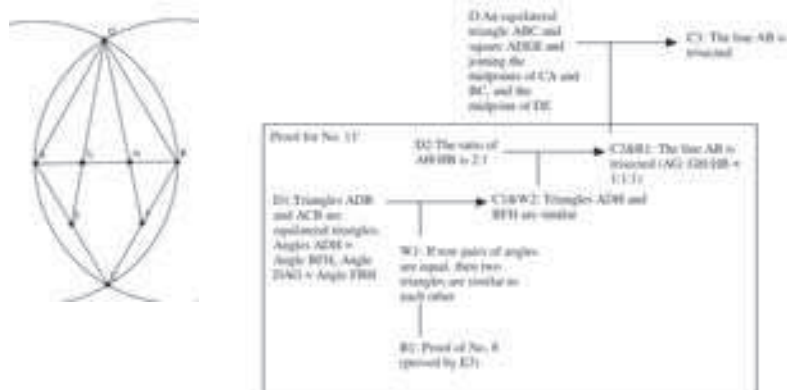 D: An equilateral
triangle ABC and
square ADEB and
joining the
midpoints of CA and
BC, and the
midpoint of DE
C3: The line AB is
trisected
Proof for No. 11'
D2: The ratio of
AH:HB is 2:1
C2&B1: The line AB is
trisected (AG: GH:HB =
1:1:1)
D1: Triangles ADB
and ACB are
equilateral triangles.
Angles ADH =
Angle BFH, Angle
DAG = Angle FBH
C1&W2: Triangles ADH and
BFH are similar
W1: If two pairs of angles
are equal, then two
triangles are similar to
each other
B1: Proof of No. 8
(proved by E3)